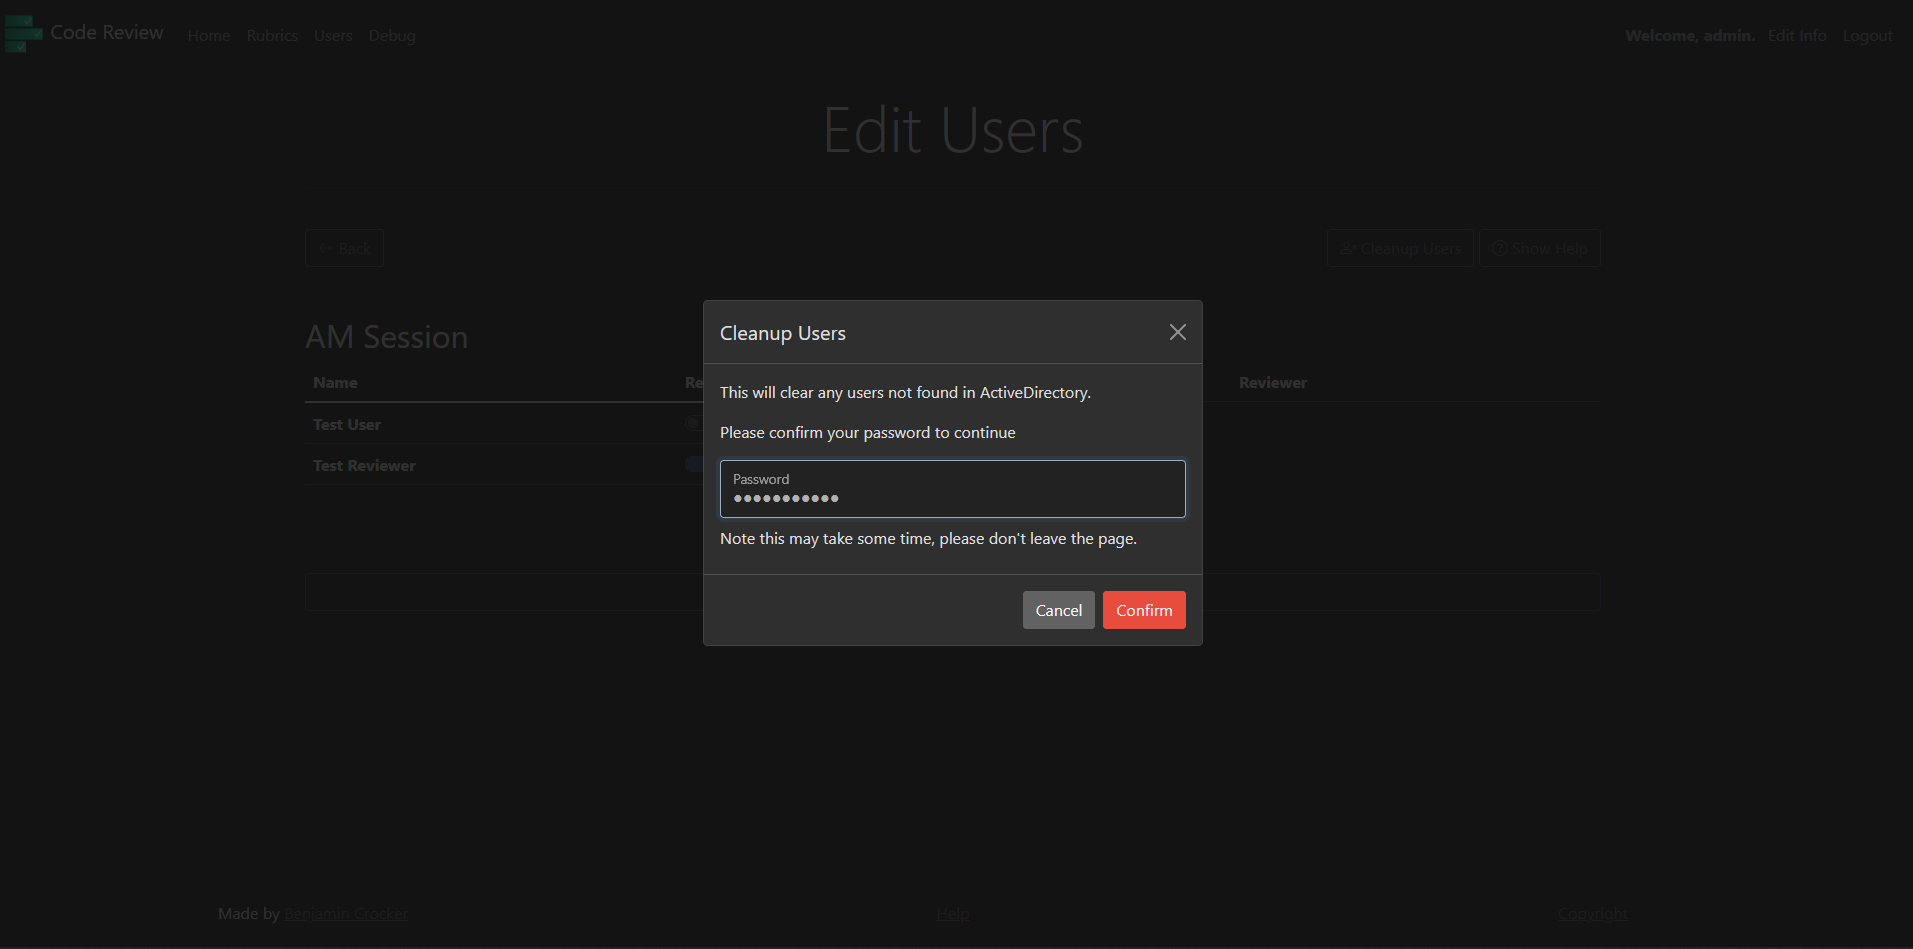 Code Review Home Rubrics Users Debug Welcome, admin. Edit Info Logout
Edit Users
Back Cleanup Users Show Help
AM Session
Name Reviewer
Test User
Test Reviewer
Cleanup Users
This will clear any users not found in ActiveDirectory.
Please confirm your password to continue
Password
●●●●●●●●●●●
Note this may take some time, please don't leave the page.
Cancel Confirm
Made by Benjamin Crocker Help Copyright